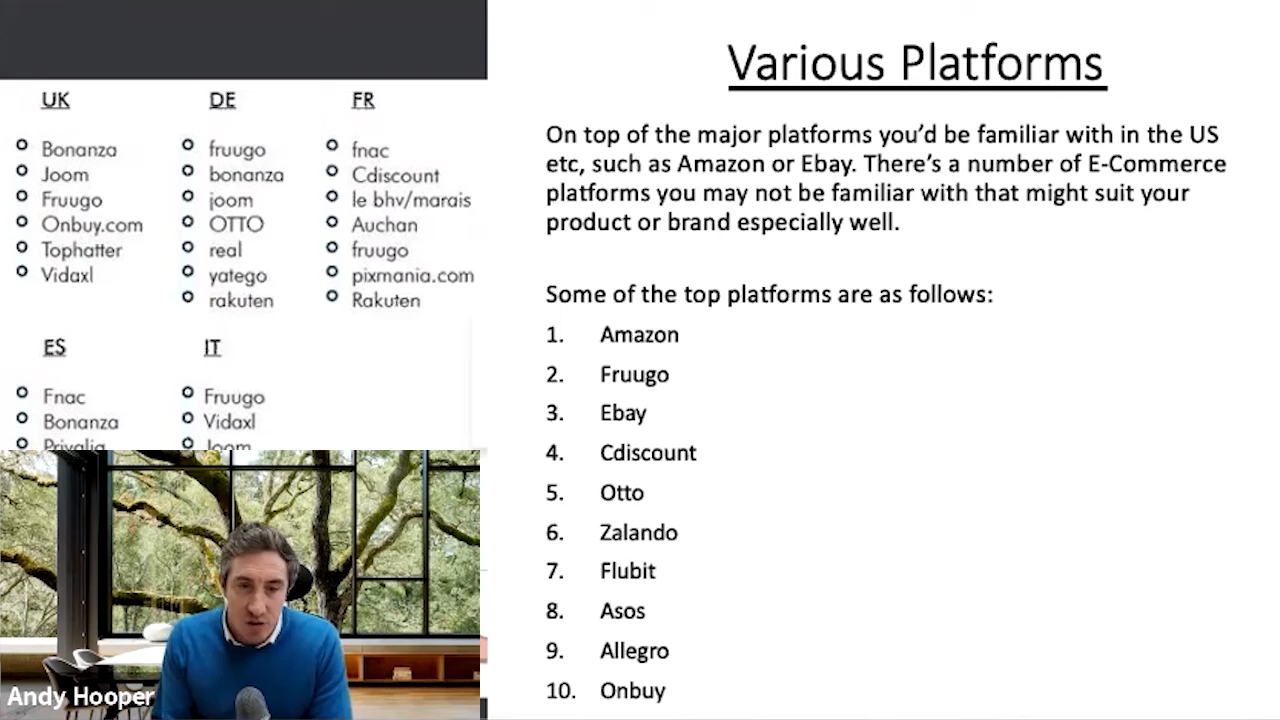 UK
Bonanza
Joom
Fruugo
Onbuy.com
Tophatter
Vidaxl
DE
fruugo
bonanza
joom
OTTO
real
yatego
rakuten
FR
fnac
Cdiscount
le bhv/marais
Auchan
fruugo
pixmania.com
Rakuten
ES
Fnac
Bonanza
Privalia
IT
Fruugo
Vidaxl
Joom
Andy Hooper
Various Platforms
On top of the major platforms you'd be familiar with in the US
etc, such as Amazon or Ebay. There's a number of E-Commerce
platforms you may not be familiar with that might suit your
product or brand especially well.
Some of the top platforms are as follows:
1. Amazon
2. Fruugo
3. Ebay
4. Cdiscount
5. Otto
6. Zalando
7. Flubit
8. Asos
9. Allegro
10. Onbuy